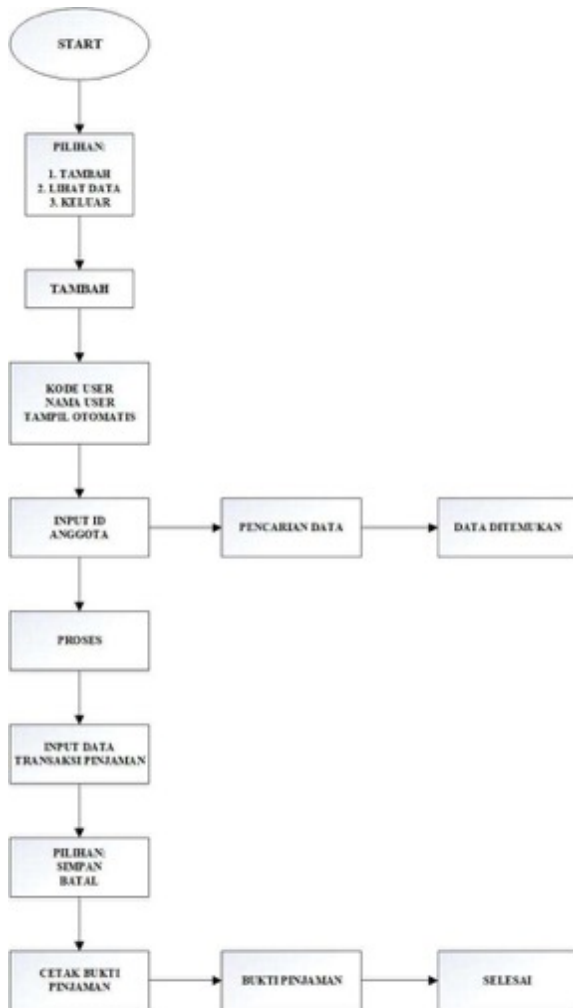 START
PILIHAN:
1. TAMBAH
2. LIHAT DATA
3. KELUAR
TAMBAH
KODE USER
NAMA USER
TAMPIL OTOMATIS
INPUT ID
ANGGOTA
PENCARIAN DATA
DATA DITEMUKAN
PROSES
INPUT DATA
TRANSAKSI PINJAMAN
PILIHAN:
SIMPAN
BATAL
CETAK BUKTI
PINJAMAN
BUKTI PINJAMAN
SELESAI